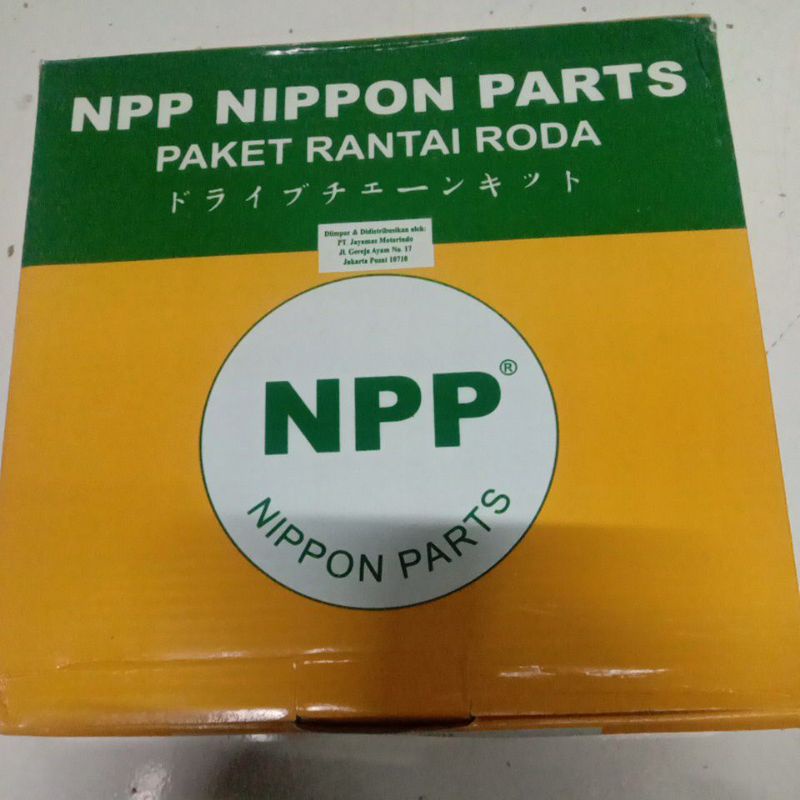 NPP NIPPON PARTS
PAKET RANTAI RODA
ドライブチェーンキット
Diimpor & Didistribusikan oleh:
PT. Jayamas Motorindo
Jl. Gereja Ayam No. 17
Jakarta Pusat 10710
NPP®
NIPPON PARTS